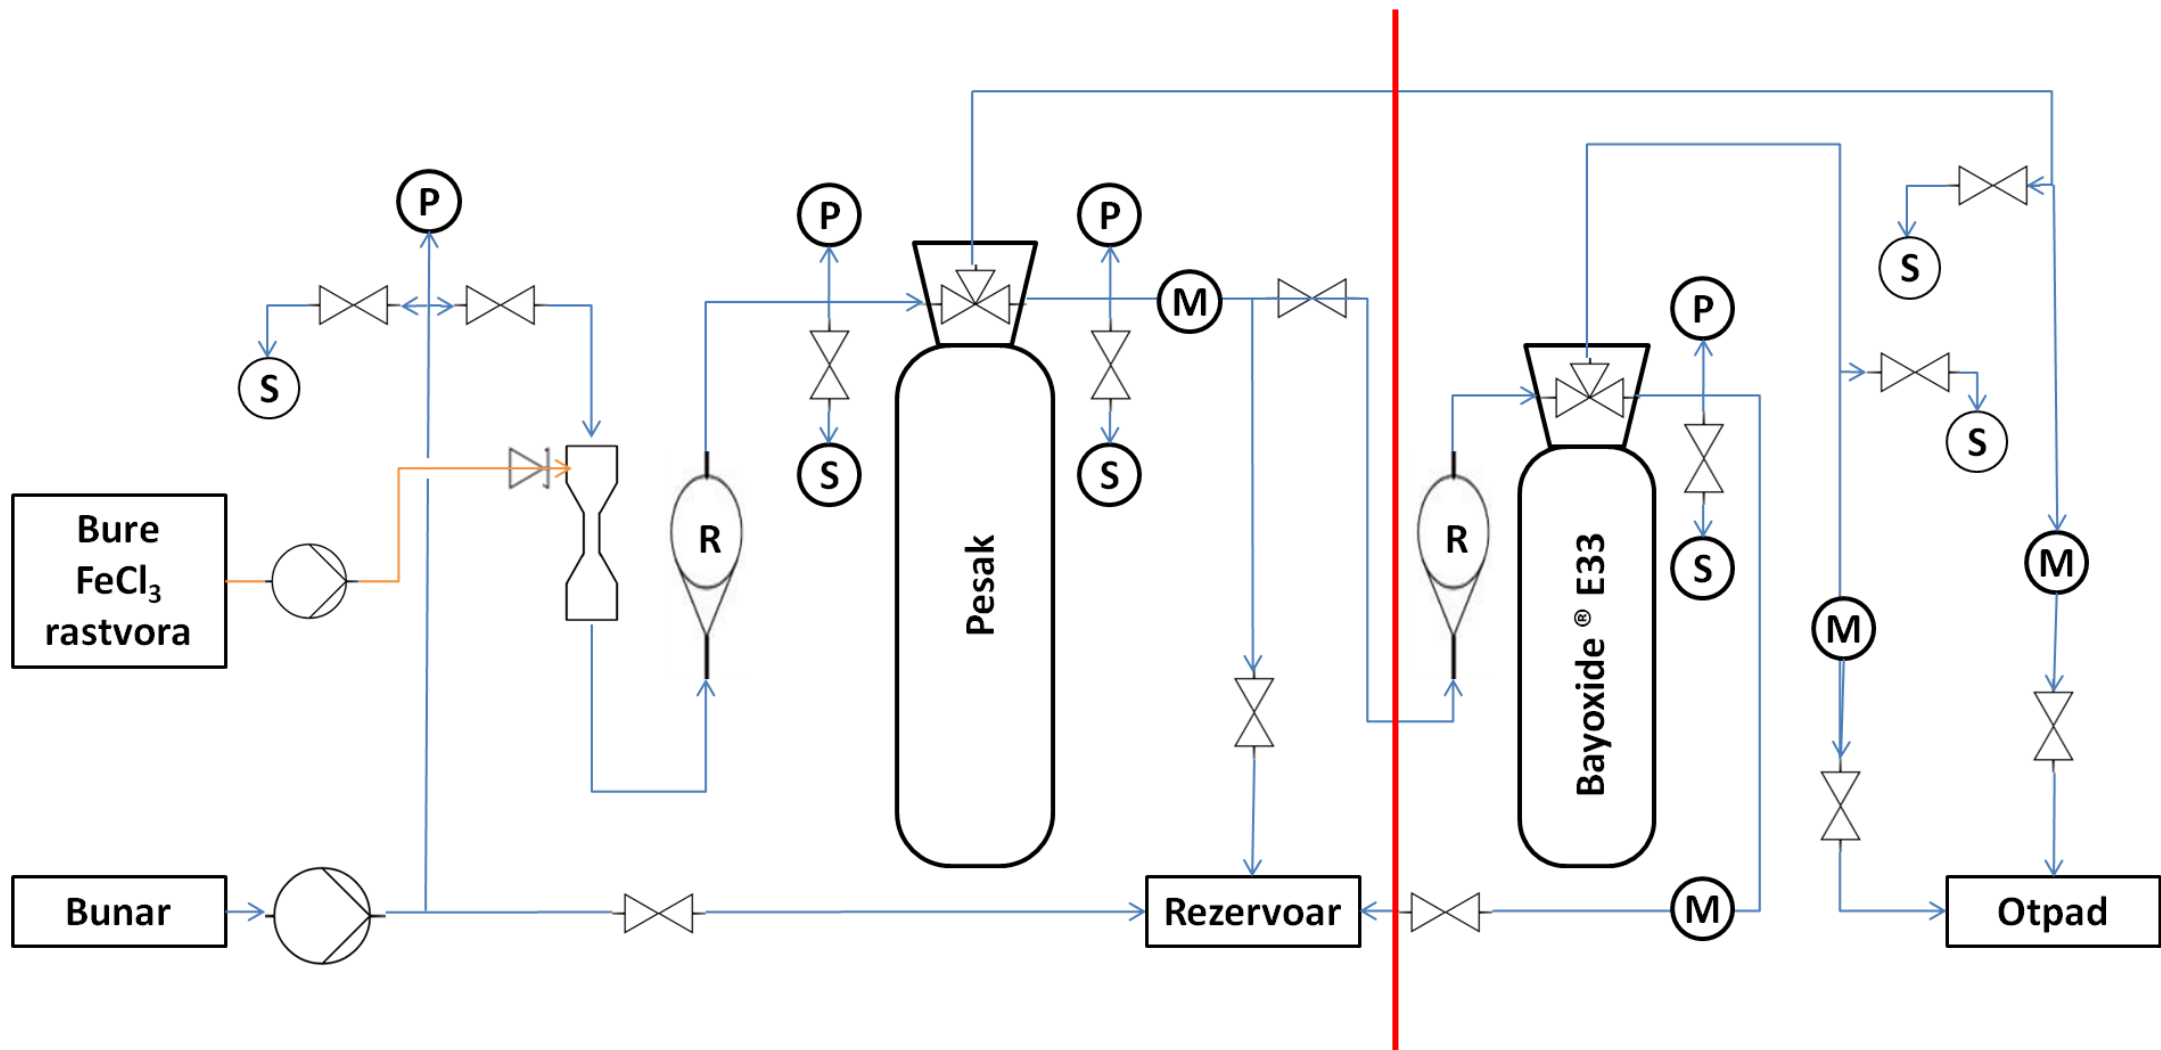 P
P
P
M
S
P
S
S
S
S
M
R
R
S
M
Bure
FeCl₃
rastvora
Pesak
Bayoxide ® E33
Bunar
Rezervoar
M
Otpad